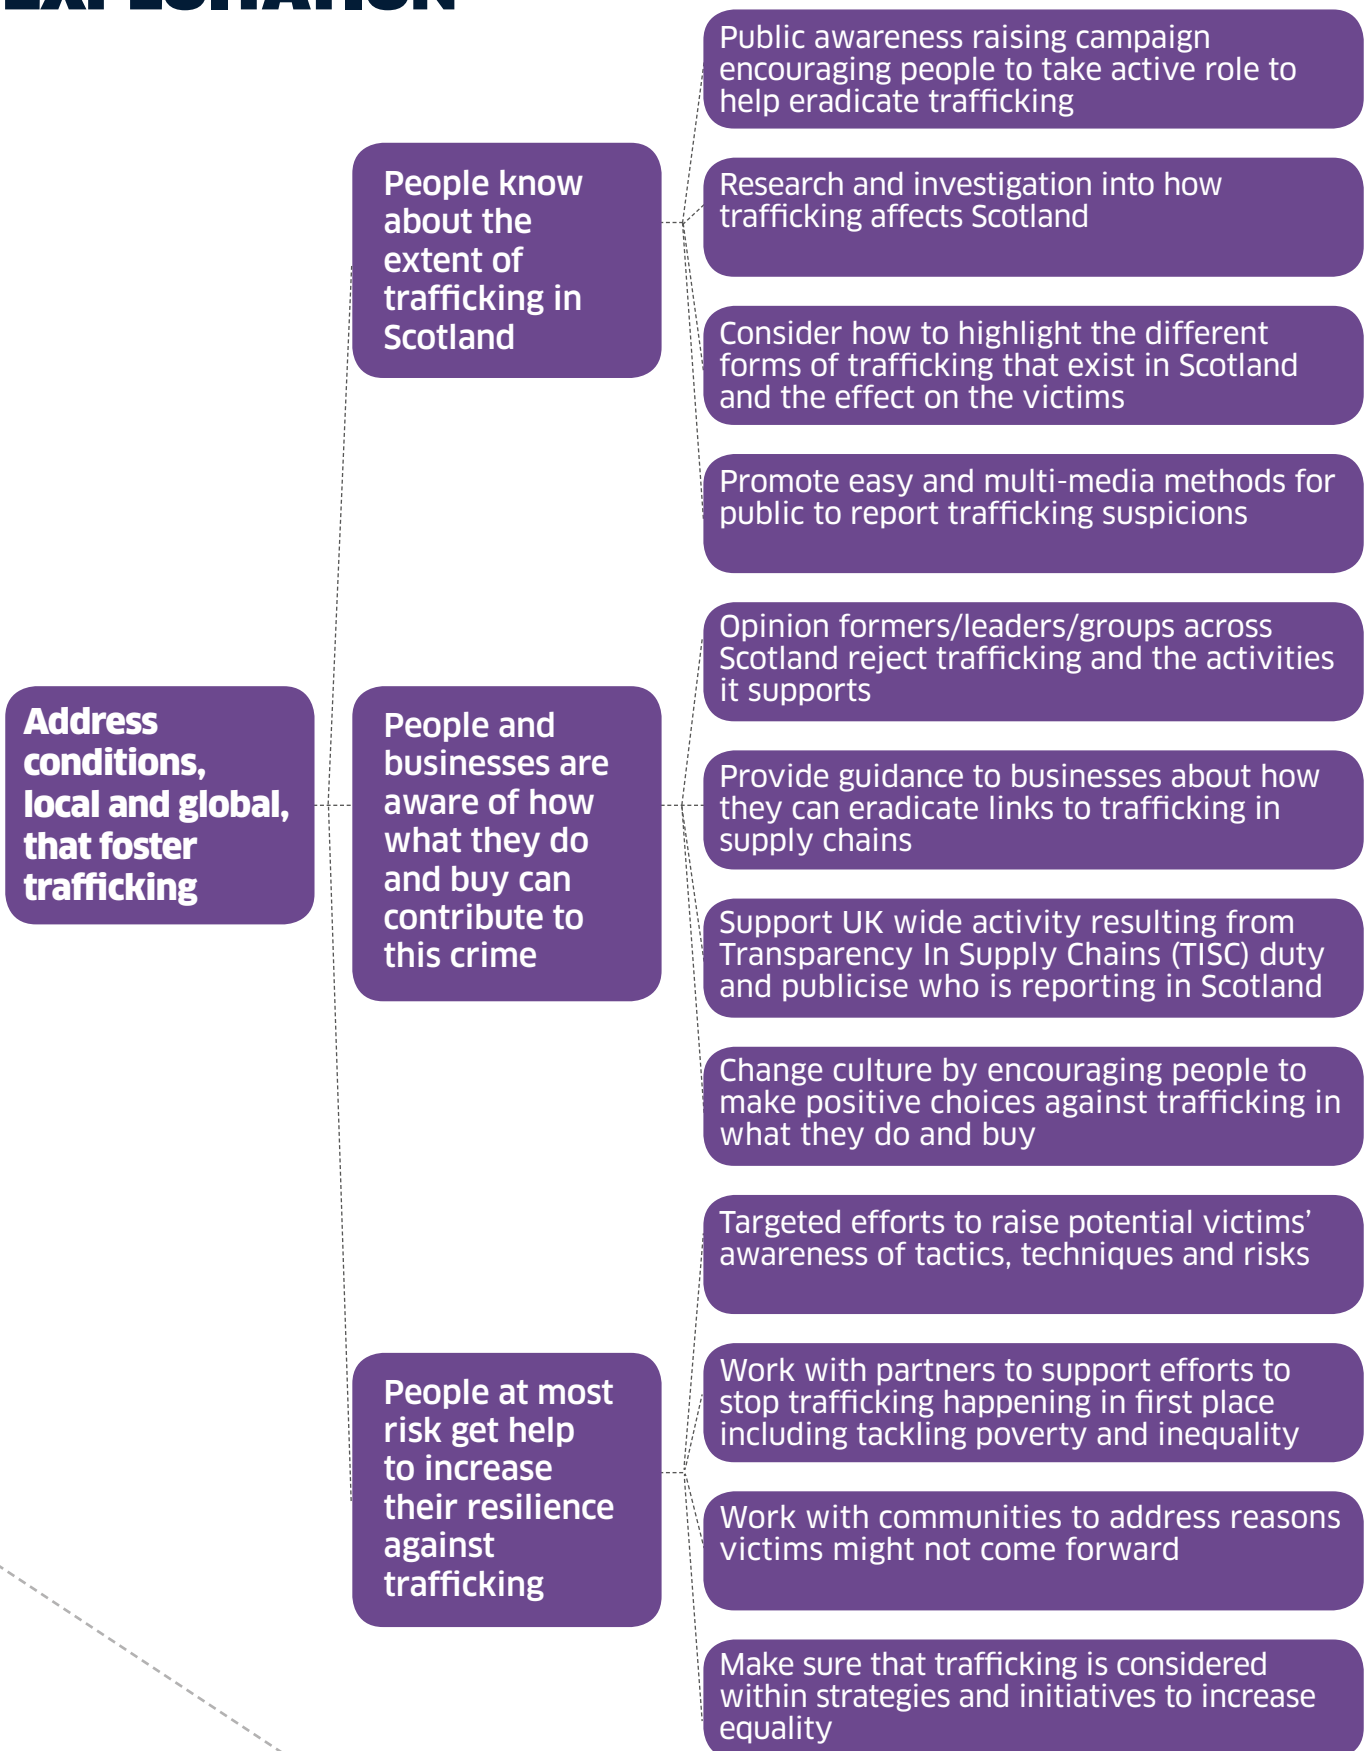 EXPLOITATION
Public awareness raising campaign
encouraging people to take active role to
help eradicate trafficking
People know
about the
extent of
trafficking in
Scotland
Research and investigation into how
trafficking affects Scotland
Consider how to highlight the different
forms of trafficking that exist in Scotland
and the effect on the victims
Promote easy and multi-media methods for
public to report trafficking suspicions
Address
conditions,
local and global,
that foster
trafficking
People and
businesses are
aware of how
what they do
and buy can
contribute to
this crime
Opinion formers/leaders/groups across
Scotland reject trafficking and the activities
it supports
Provide guidance to businesses about how
they can eradicate links to trafficking in
supply chains
Support UK wide activity resulting from
Transparency In Supply Chains (TISC) duty
and publicise who is reporting in Scotland
Change culture by encouraging people to
make positive choices against trafficking in
what they do and buy
People at most
risk get help
to increase
their resilience
against
trafficking
Targeted efforts to raise potential victims’
awareness of tactics, techniques and risks
Work with partners to support efforts to
stop trafficking happening in first place
including tackling poverty and inequality
Work with communities to address reasons
victims might not come forward
Make sure that trafficking is considered
within strategies and initiatives to increase
equality